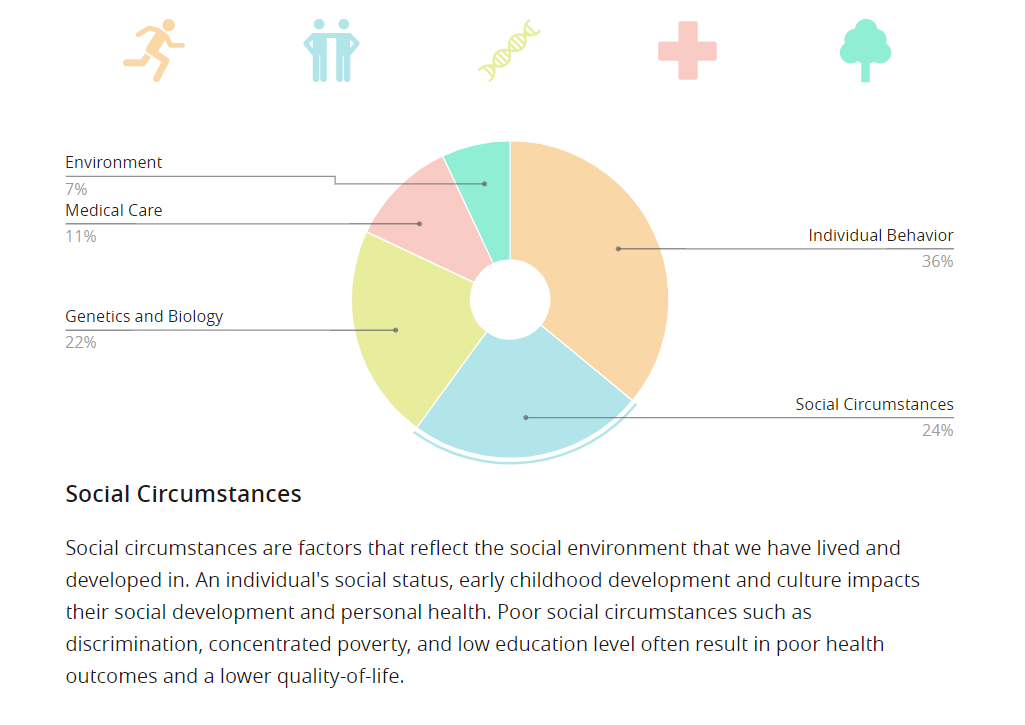 Environment
7%
Medical Care
11%
Individual Behavior
36%
Genetics and Biology
22%
Social Circumstances
24%
Social Circumstances
Social circumstances are factors that reflect the social environment that we have lived and
developed in. An individual's social status, early childhood development and culture impacts
their social development and personal health. Poor social circumstances such as
discrimination, concentrated poverty, and low education level often result in poor health
outcomes and a lower quality-of-life.